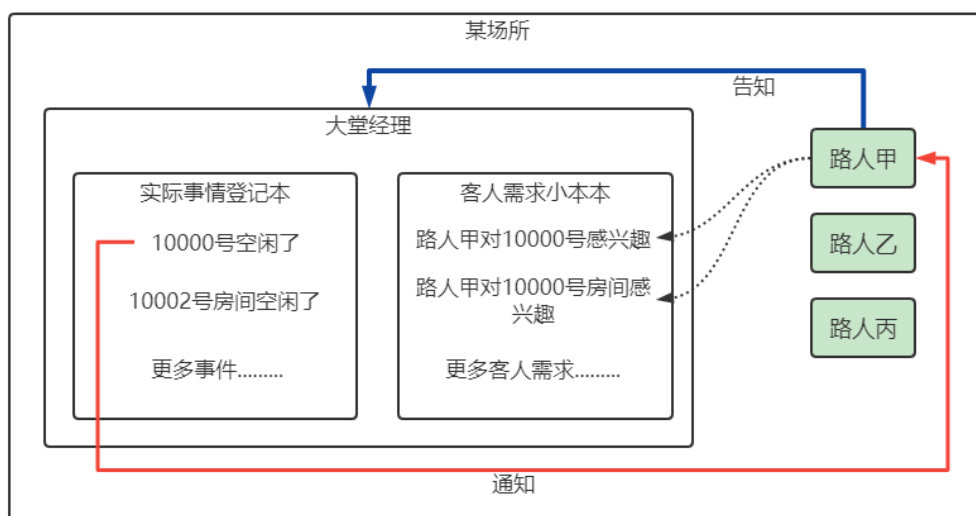 某场所
告知
大堂经理
实际事情登记本
10000号空闲了
10002号房间空闲了
更多事件.........
客人需求小本本
路人甲对10000号感兴趣
路人甲对10000号房间感
兴趣
更多客人需求.........
路人甲
路人乙
路人丙
通知